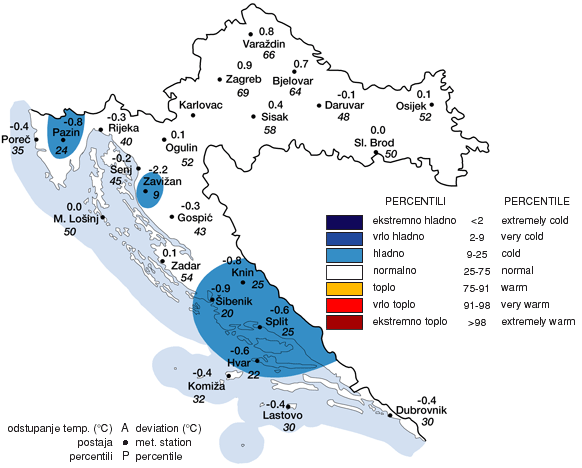 0.8
Varaždin
66
0.9
Zagreb
69
0.7
Bjelovar
64
Karlovac
0.4
Sisak
58
-0.1
Daruvar
48
0.1
Osijek
52
0.0
Sl. Brod
50
-0.4
Poreč
35
-0.8
Pazin
24
-0.3
Rijeka
40
0.1
Ogulin
52
-0.2
Senj
45
-2.2
Zavižan
9
0.0
M. Lošinj
50
-0.3
Gospić
43
0.1
Zadar
54
-0.8
Knin
25
-0.9
Šibenik
20
-0.6
Split
25
-0.6
Hvar
22
-0.4
Komiža
32
-0.4
Lastovo
30
-0.4
Dubrovnik
30
PERCENTILI PERCENTILE
ekstremno hladno <2 extremely cold
vrlo hladno 2-9 very cold
hladno 9-25 cold
normalno 25-75 normal
toplo 75-91 warm
vrlo toplo 91-98 very warm
ekstremno toplo >98 extremely warm
odstupanje temp. (°C) A deviation (°C)
postaja • met. station
percentili P percentile